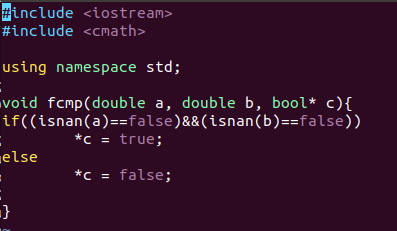 #include <iostream>
#include <cmath>
using namespace std;
void fcmp(double a, double b, bool* c){
if((isnan(a)==false)&&(isnan(b)==false))
        *c = true;
else
        *c = false;
}
~